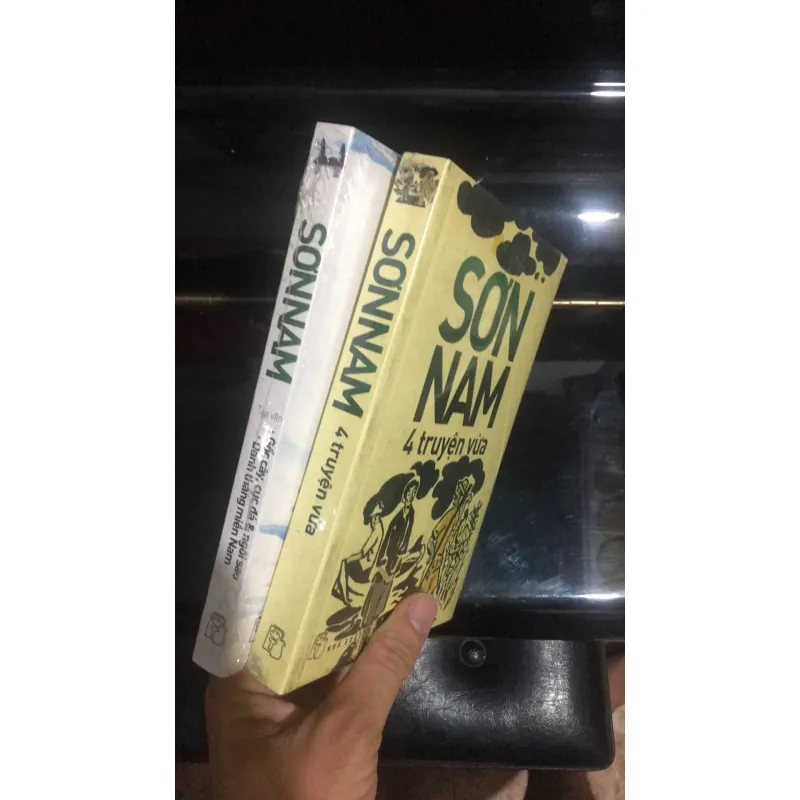 SƠN NAM
Tạp văn
• Gốc cây, cục đá & ngôi sao
• Danh thắng miền Nam
SƠN NAM
4 truyện vừa
SƠN
NAM
4 truyện vừa